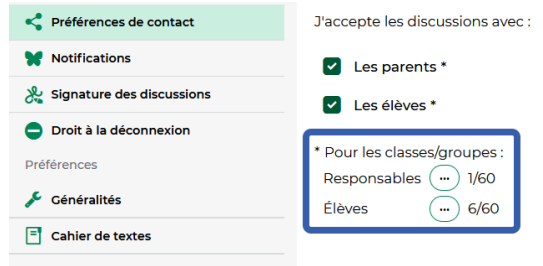 Préférences de contact
Notifications
Signature des discussions
Droit à la déconnexion
Préférences
Généralités
Cahier de textes
J'accepte les discussions avec :
Les parents *
Les élèves *
* Pour les classes/groupes :
Responsables ... 1/60
Élèves ... 6/60